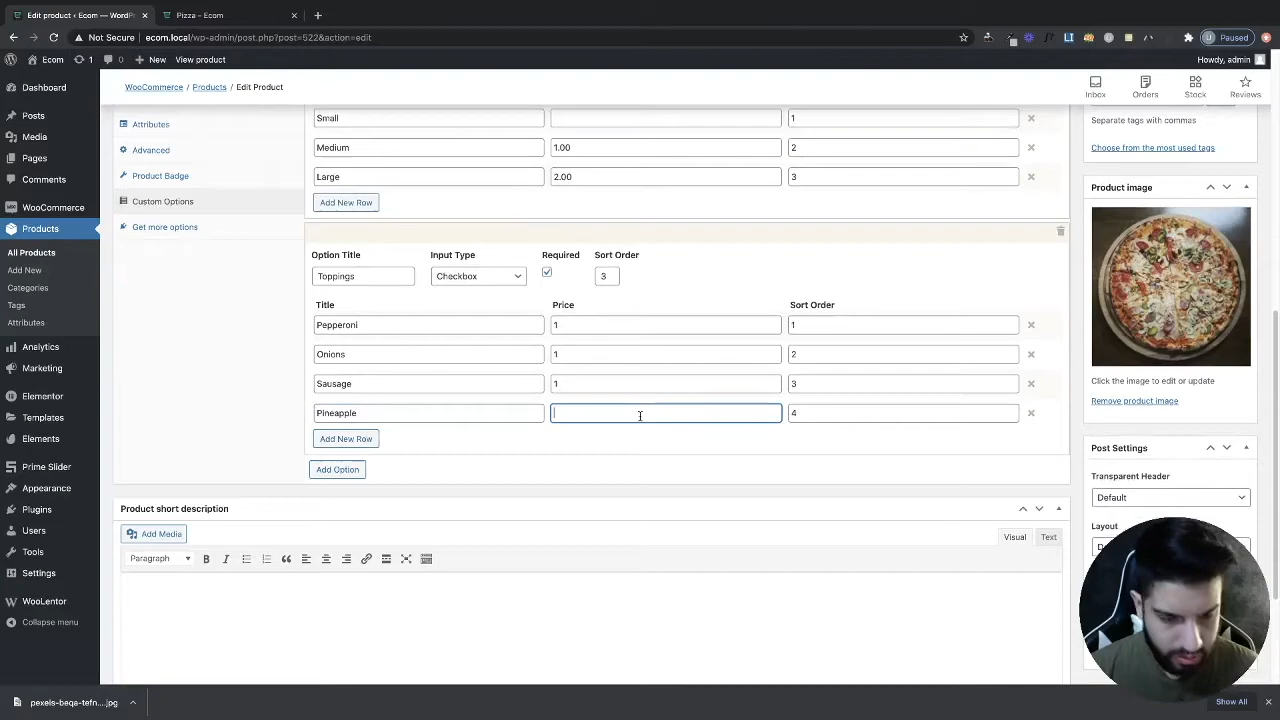 Edit product ‹ Ecom — WordPr
Pizza – Ecom
Not Secure
ecom.local/wp-admin/post.php?post=522&action=edit
Paused
Ecom
1
0
New
View product
Howdy, admin
Dashboard
Posts
Media
Pages
Comments
WooCommerce
Products
All Products
Add New
Categories
Tags
Attributes
Analytics
Marketing
Elementor
Templates
Elements
Prime Slider
Appearance
Plugins
Users
Tools
Settings
WooLentor
Collapse menu
WooCommerce > Products > Edit Product
Inbox
Orders
Stock
Reviews
Attributes
Advanced
Product Badge
Custom Options
Get more options
Small 1
Medium 1.00 2
Large 2.00 3
Add New Row
Option Title Input Type Required Sort Order
Toppings Checkbox 3
Title Price Sort Order
Pepperoni 1 1
Onions 1 2
Sausage 1 3
Pineapple 4
Add New Row
Add Option
Product short description
Add Media
Visual
Text
Paragraph
Separate tags with commas
Choose from the most used tags
Product image
Click the image to edit or update
Remove product image
Post Settings
Transparent Header
Default
Layout
pexels-beqa-tefn....jpg
Show All